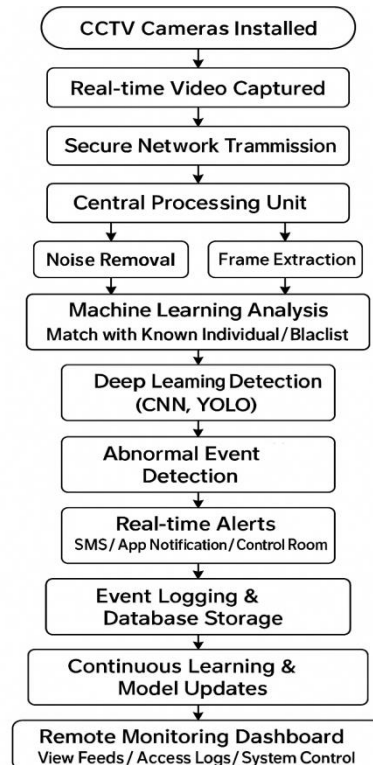 CCTV Cameras Installed
Real-time Video Captured
Secure Network Trammission
Central Processing Unit
Noise Removal
Frame Extraction
Machine Learning Analysis
Match with Known Individual/Blaclist
Deep Leaming Detection
(CNN, YOLO)
Abnormal Event
Detection
Real-time Alerts
SMS/App Notification/Control Room
Event Logging &
Database Storage
Continuous Learning &
Model Updates
Remote Monitoring Dashboard
View Feeds/Access Logs/System Control